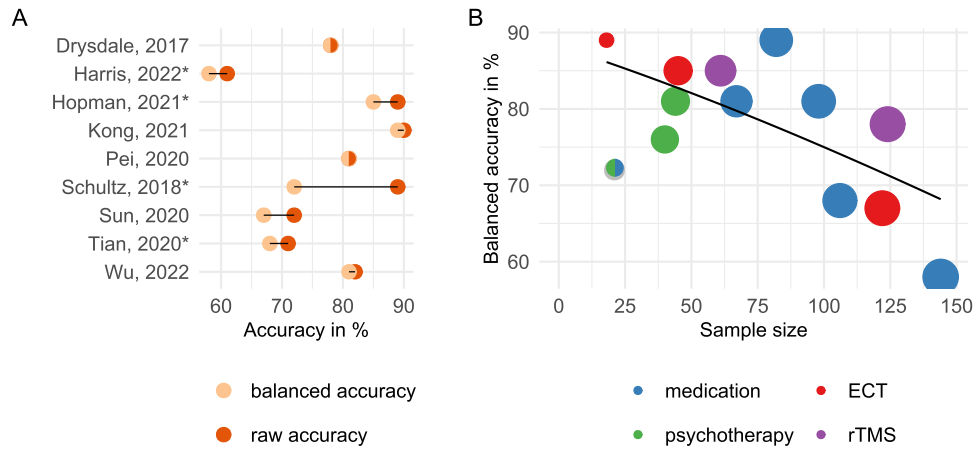 A
Drysdale, 2017
Harris, 2022*
Hopman, 2021*
Kong, 2021
Pei, 2020
Schultz, 2018*
Sun, 2020
Tian, 2020*
Wu, 2022
60 70 80 90
Accuracy in %
balanced accuracy
raw accuracy
B
Balanced accuracy in %
90
80
70
60
0 25 50 75 100 125 150
Sample size
medication ECT
psychotherapy rTMS